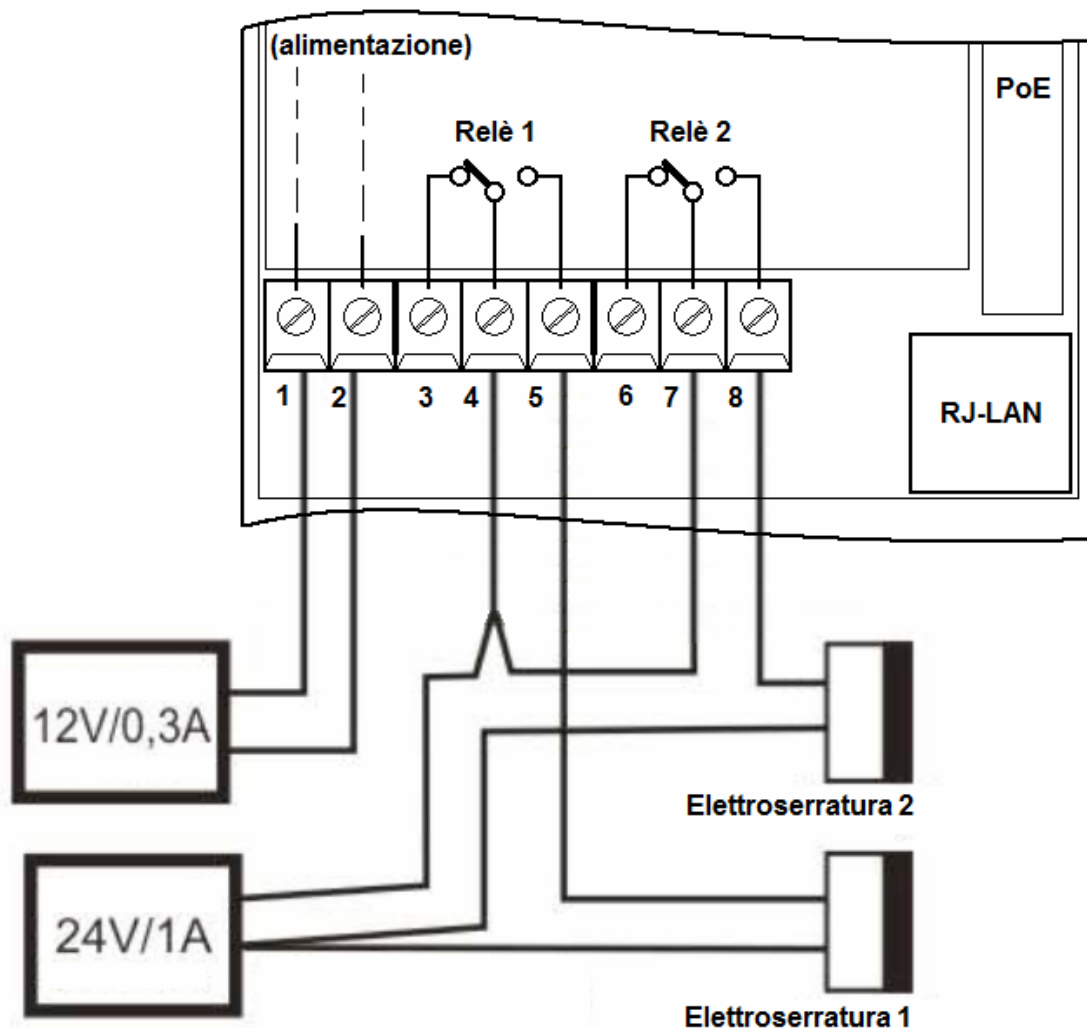 (alimentazione)
PoE
Relè 1
Relè 2
1 2 3 4 5 6 7 8
RJ-LAN
12V/0,3A
Elettroserratura 2
24V/1A
Elettroserratura 1